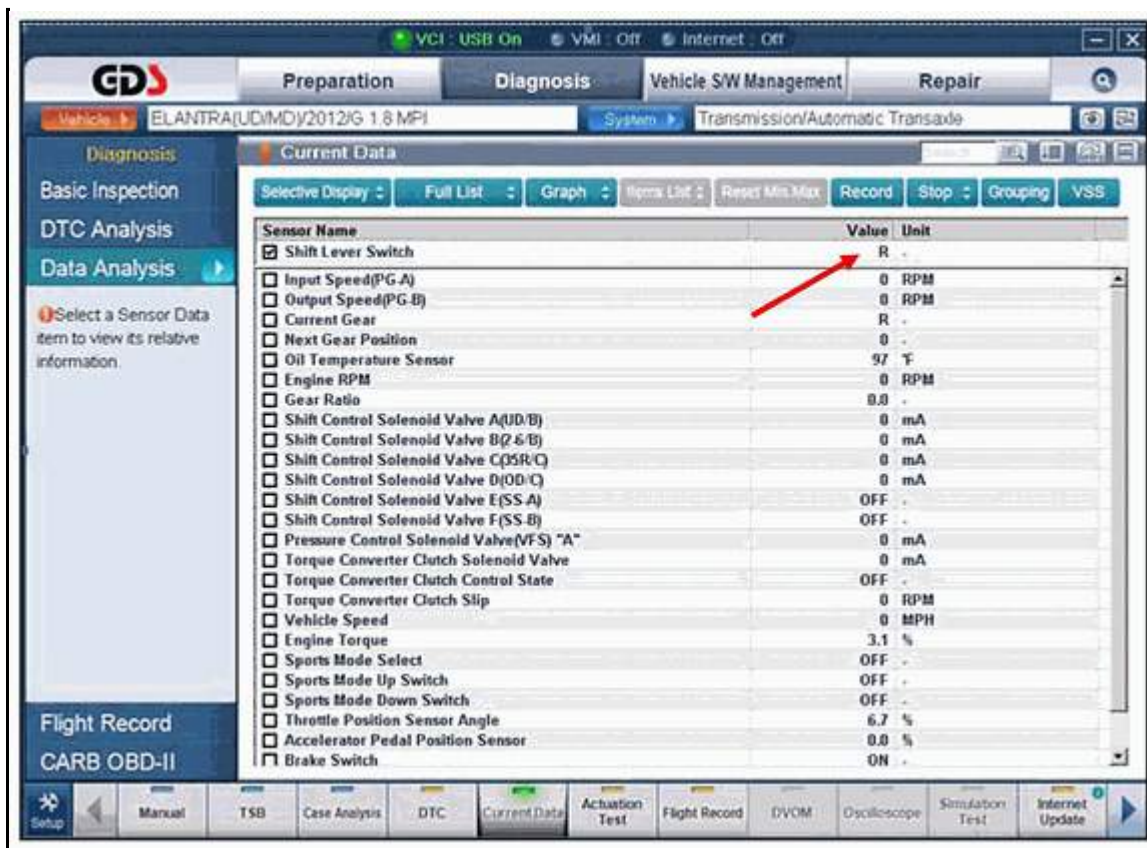 VCI : USB On VMI : Off Internet : Off
GDS Preparation Diagnosis Vehicle S/W Management Repair
Vehicle ELANTRA(UD/MD)/2012/G 1.8 MPI System Transmission/Automatic Transaxle
Diagnosis
Basic Inspection
DTC Analysis
Data Analysis
Select a Sensor Data
item to view its relative
information.
Flight Record
CARB OBD-II
Current Data Search
Selective Display Full List Graph Items List Reset Min.Max Record Stop Grouping VSS
Sensor Name Value Unit
Shift Lever Switch R -
Input Speed(PG-A) 0 RPM
Output Speed(PG-B) 0 RPM
Current Gear R -
Next Gear Position 0 -
Oil Temperature Sensor 97 °F
Engine RPM 0 RPM
Gear Ratio 0.0 -
Shift Control Solenoid Valve A(UD/B) 0 mA
Shift Control Solenoid Valve B(2-6/B) 0 mA
Shift Control Solenoid Valve C(35R/C) 0 mA
Shift Control Solenoid Valve D(OD/C) 0 mA
Shift Control Solenoid Valve E(SS-A) OFF -
Shift Control Solenoid Valve F(SS-B) OFF -
Pressure Control Solenoid Valve(VFS) "A" 0 mA
Torque Converter Clutch Solenoid Valve 0 mA
Torque Converter Clutch Control State OFF -
Torque Converter Clutch Slip 0 RPM
Vehicle Speed 0 MPH
Engine Torque 3.1 %
Sports Mode Select OFF -
Sports Mode Up Switch OFF -
Sports Mode Down Switch OFF -
Throttle Position Sensor Angle 6.7 %
Accelerator Pedal Position Sensor 0.0 %
Brake Switch ON -
Setup Manual TSB Case Analysis DTC Current Data Actuation Test Flight Record DVOM Oscilloscope Simulation Test Internet Update